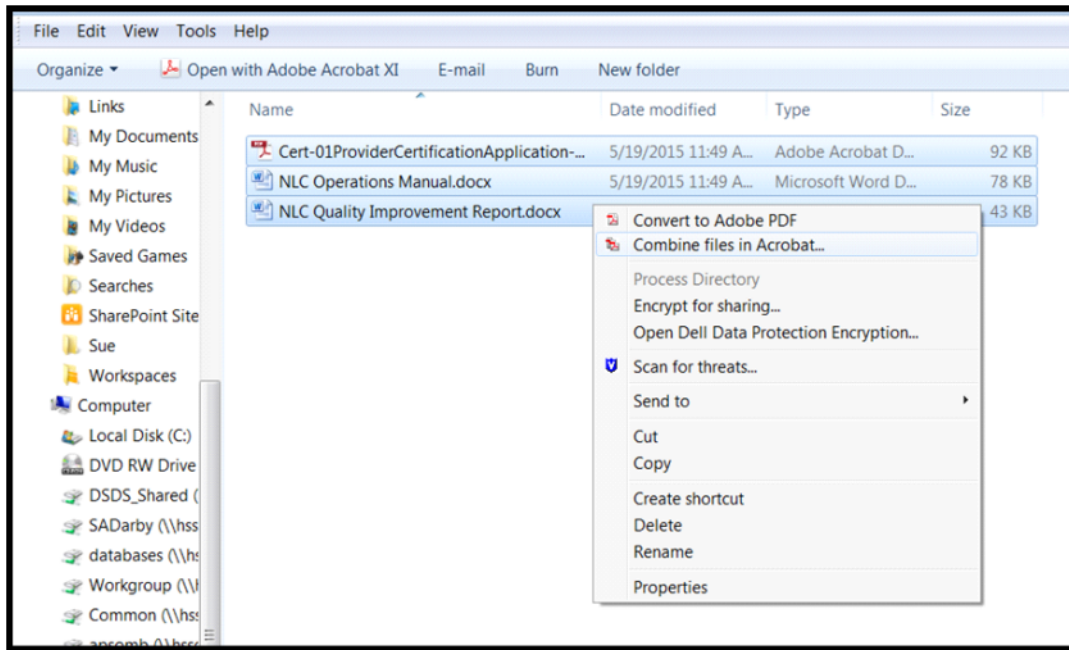 File Edit View Tools Help
Organize Open with Adobe Acrobat XI E-mail Burn New folder
Links
My Documents
My Music
My Pictures
My Videos
Saved Games
Searches
SharePoint Site
Sue
Workspaces
Computer
Local Disk (C:)
DVD RW Drive
DSDS_Shared (
SADarby (\\hss
databases (\\hs
Workgroup (\\h
Common (\\hss
Name Date modified Type Size
Cert-01ProviderCertificationApplication-... 5/19/2015 11:49 A... Adobe Acrobat D... 92 KB
NLC Operations Manual.docx 5/19/2015 11:49 A... Microsoft Word D... 78 KB
NLC Quality Improvement Report.docx 43 KB
Convert to Adobe PDF
Combine files in Acrobat...
Process Directory
Encrypt for sharing...
Open Dell Data Protection Encryption...
Scan for threats...
Send to
Cut
Copy
Create shortcut
Delete
Rename
Properties